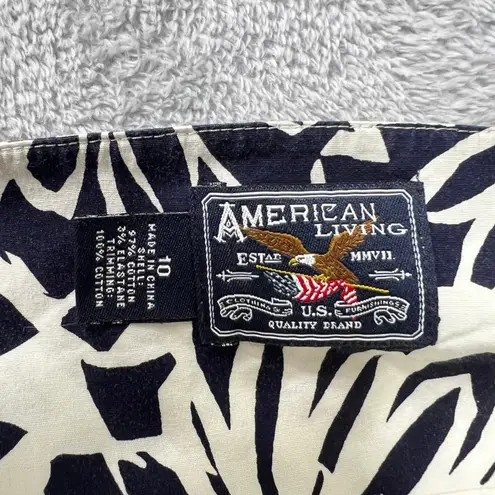 10
MADE IN CHINA
SHELL:
97% COTTON
3% ELASTANE
TRIMMING:
100% COTTON
AMERICAN
LIVING
ESTAD. MMVII.
CLOTHING & FURNISHINGS
U.S.
QUALITY BRAND